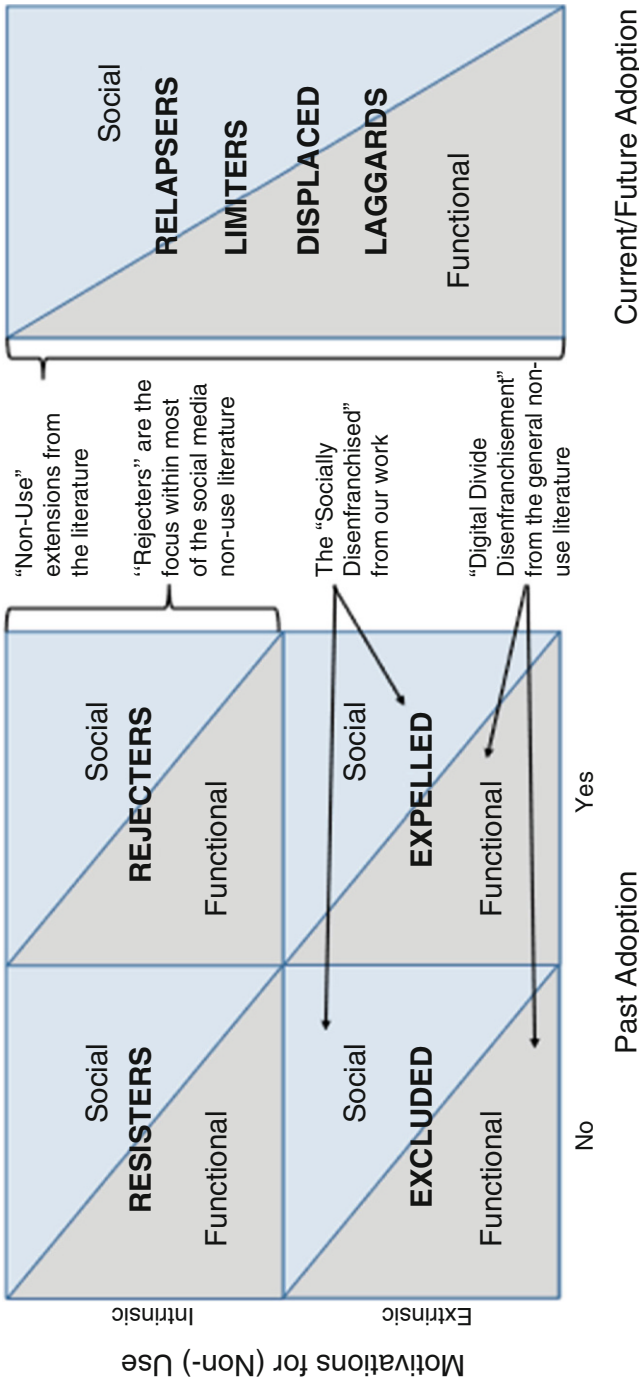 Motivations for (Non-) Use
Intrinsic
Extrinsic
Social
RESISTERS
Functional
Social
REJECTERS
Functional
Social
EXCLUDED
Functional
Social
EXPELLED
Functional
No
Yes
Past Adoption
“Non-Use”
extensions from
the literature
“Rejecters” are the
focus within most
of the social media
non-use literature
The “Socially
Disenfranchised”
from our work
“Digital Divide
Disenfranchisement”
from the general non-
use literature
Social
RELAPSERS
LIMITERS
DISPLACED
LAGGARDS
Functional
Current/Future Adoption